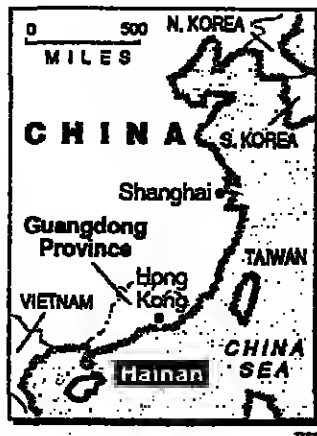 0 500
MILES
N. KOREA
CHINA
S. KOREA
Shanghai
Guangdong
Province
Hong
Kong
TAIWAN
VIETNAM
CHINA
SEA
Hainan